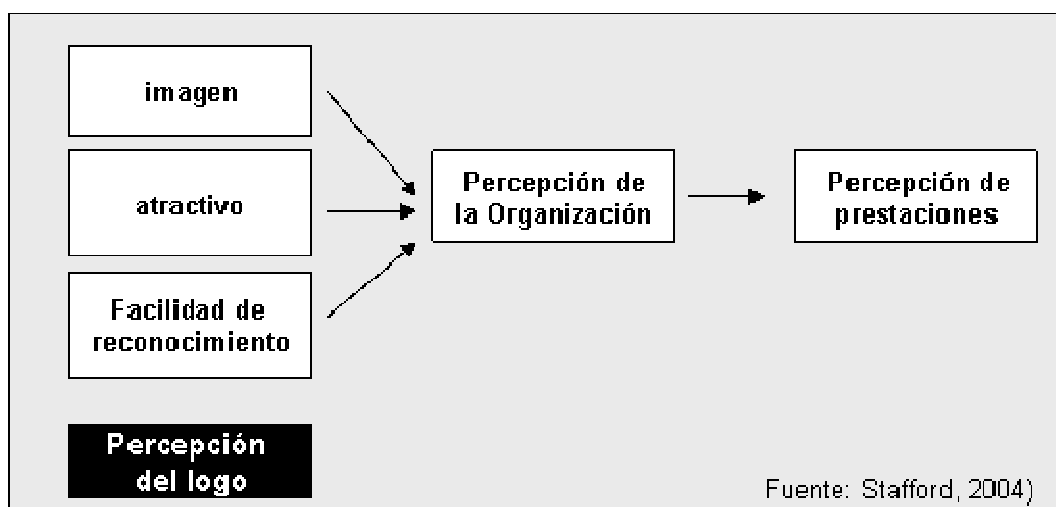 imagen
atractivo
Facilidad de
reconocimiento
Percepción
del logo
Percepción de
la Organización
Percepción de
prestaciones
Fuente: Stafford, 2004)